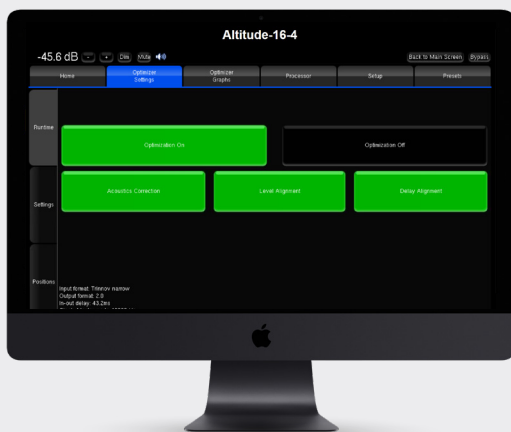 Altitude-16-4
-45.6 dB - + Dim Mute Back to Main Screen Bypass
Home Optimizer Settings Optimizer Graphs Processor Setup Presets
Runtime
Optimization On Optimization Off
Acoustics Correction Level Alignment Delay Alignment
Settings
Positions
Input format: Trinnov narrow
Output format: 2.0
In-out delay: 43.2ms